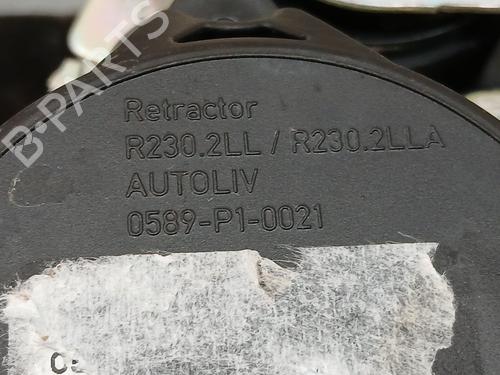 Retractor
R230.2LL / R230.2LLA
AUTOLIV
0589-P1-0021
B-PARTS